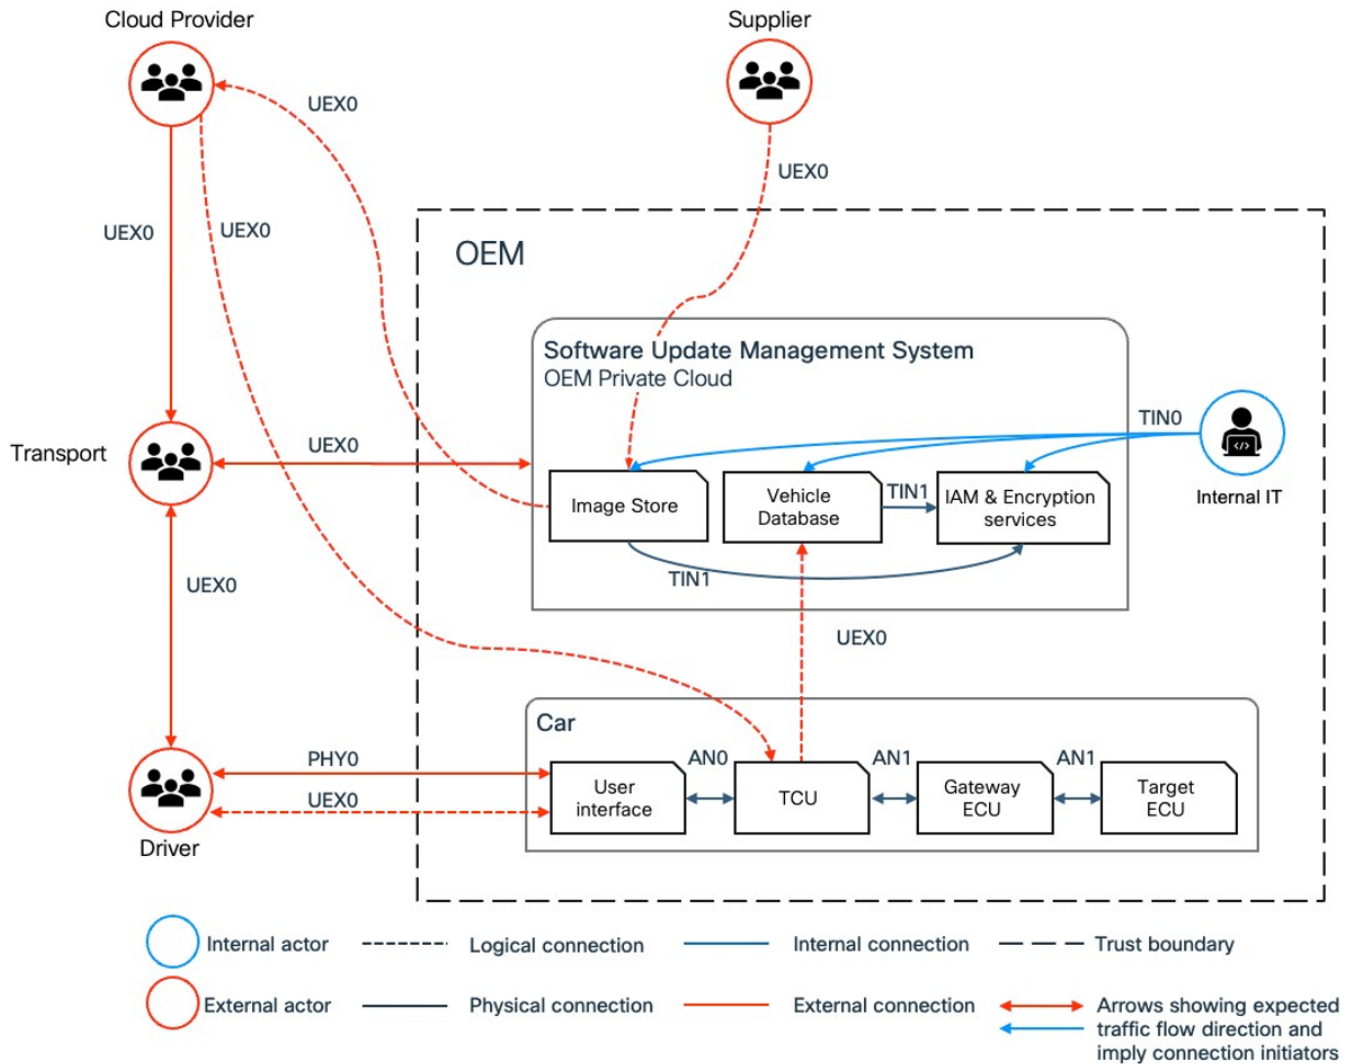 Cloud Provider
Supplier
UEX0
UEX0
UEX0
UEX0
OEM
Software Update Management System
OEM Private Cloud
TIN0
Transport
UEX0
Internal IT
Image Store
Vehicle
Database
TIN1
IAM & Encryption
services
TIN1
UEX0
UEX0
Car
PHY0
UEX0
AN0
AN1
AN1
User
interface
TCU
Gateway
ECU
Target
ECU
Driver
Internal actor
Logical connection
Internal connection
Trust boundary
External actor
Physical connection
External connection
Arrows showing expected
traffic flow direction and
imply connection initiators